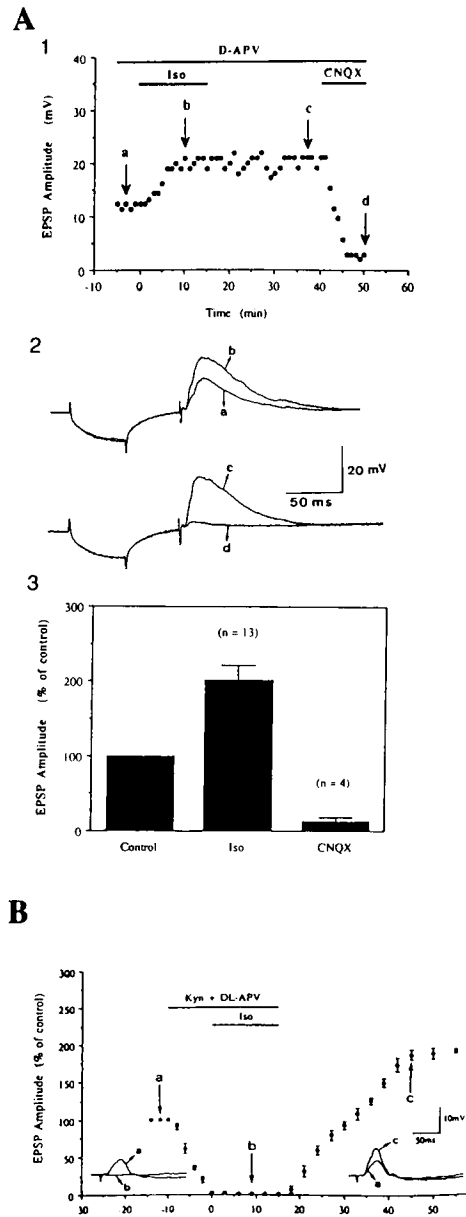 A
1
D-APV
Iso
CNQX
EPSP Amplitude (mV)
40
30
20
10
0
a
b
c
d
-10 0 10 20 30 40 50 60
Time (min)
2
b
a
c
d
20 mV
50 ms
3
EPSP Amplitude (% of control)
300
200
100
0
(n = 13)
(n = 4)
Control Iso CNQX
B
EPSP Amplitude (% of control)
300
250
200
150
100
50
0
Kyn + DL-APV
Iso
a
b
c
a
b
10mV
50ms
c
a
30 -20 -10 0 10 20 30 40 50